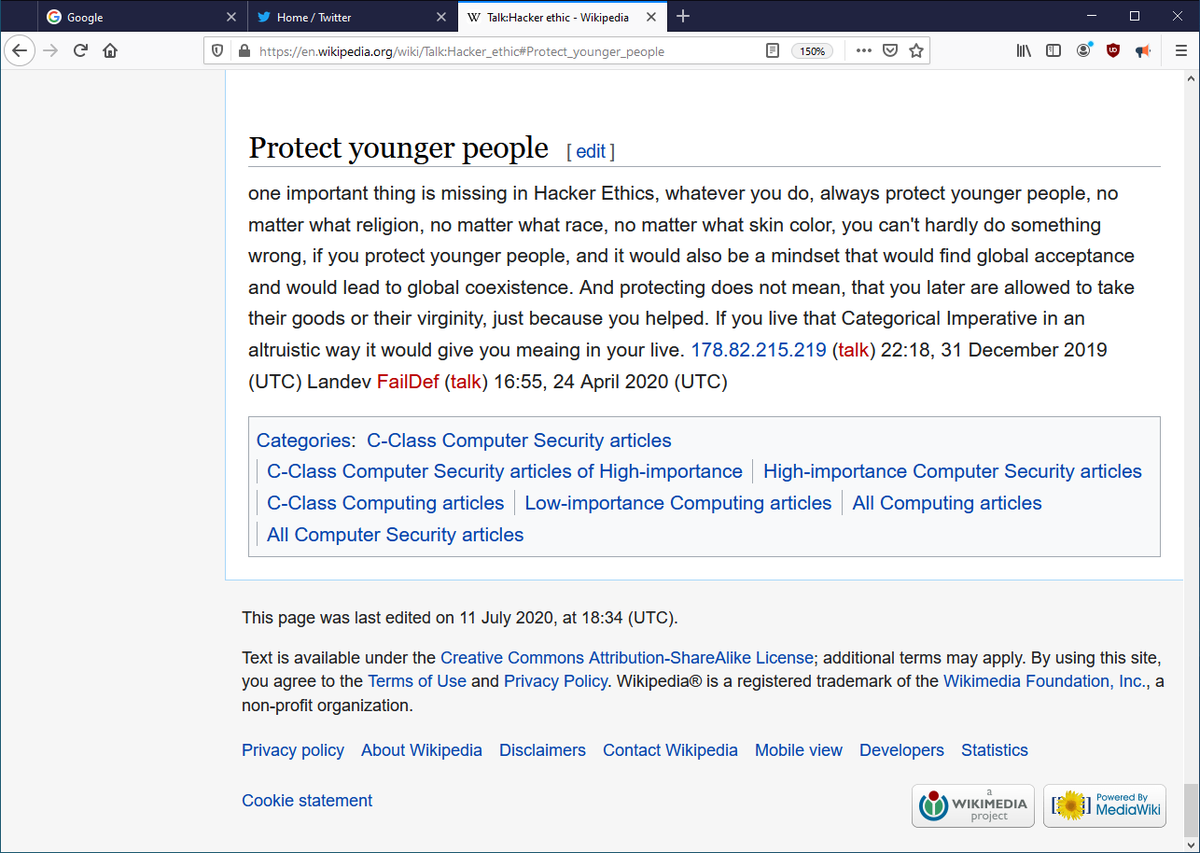 Google
Home / Twitter
W Talk:Hacker ethic - Wikipedia
https://en.wikipedia.org/wiki/Talk:Hacker_ethic#Protect_younger_people
150%
Protect younger people [ edit ]
one important thing is missing in Hacker Ethics, whatever you do, always protect younger people, no
matter what religion, no matter what race, no matter what skin color, you can't hardly do something
wrong, if you protect younger people, and it would also be a mindset that would find global acceptance
and would lead to global coexistence. And protecting does not mean, that you later are allowed to take
their goods or their virginity, just because you helped. If you live that Categorical Imperative in an
altruistic way it would give you meaing in your live. 178.82.215.219 (talk) 22:18, 31 December 2019
(UTC) Landev FailDef (talk) 16:55, 24 April 2020 (UTC)
Categories: C-Class Computer Security articles
C-Class Computer Security articles of High-importance | High-importance Computer Security articles
C-Class Computing articles | Low-importance Computing articles | All Computing articles
All Computer Security articles
This page was last edited on 11 July 2020, at 18:34 (UTC).
Text is available under the Creative Commons Attribution-ShareAlike License; additional terms may apply. By using this site,
you agree to the Terms of Use and Privacy Policy. Wikipedia® is a registered trademark of the Wikimedia Foundation, Inc., a
non-profit organization.
Privacy policy About Wikipedia Disclaimers Contact Wikipedia Mobile view Developers Statistics
Cookie statement
a
WIKIMEDIA
project
Powered By
MediaWiki